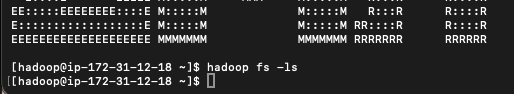 EE:::::EEEEEEEE::::E M:::::M M:::::M R:::R R::::R
E::::::::::::::::::E M:::::M M:::::M RR::::R R::::R
EEEEEEEEEEEEEEEEEEEE MMMMMMM MMMMMMM RRRRRRR RRRRRR
[hadoop@ip-172-31-12-18 ~]$ hadoop fs -ls
[hadoop@ip-172-31-12-18 ~]$